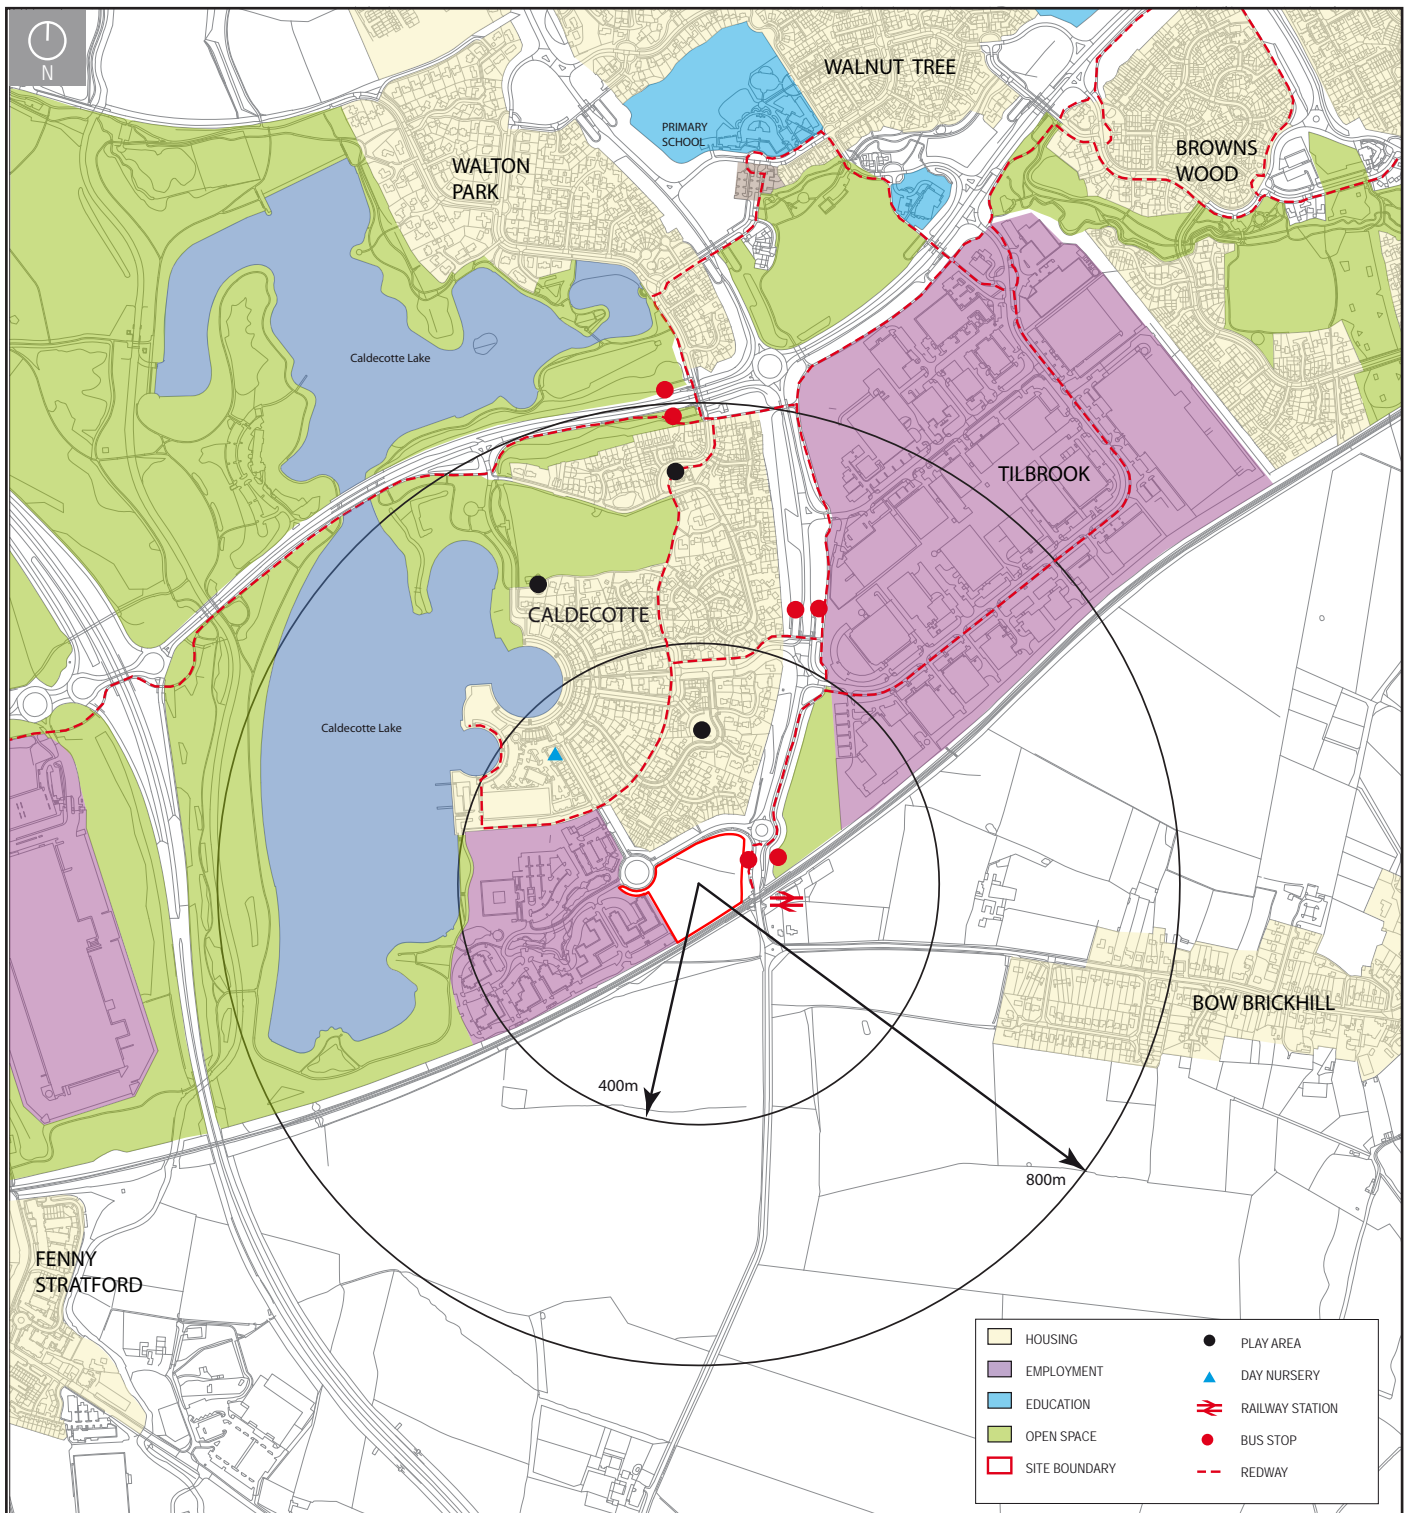 N
WALNUT TREE
PRIMARY
SCHOOL
BROWNS
WOOD
WALTON
PARK
Caldecotte Lake
TILBROOK
CALDECOTTE
Caldecotte Lake
BOW BRICKHILL
400m
800m
FENNY
STRATFORD
HOUSING
EMPLOYMENT
EDUCATION
OPEN SPACE
SITE BOUNDARY
PLAY AREA
DAY NURSERY
RAILWAY STATION
BUS STOP
REDWAY